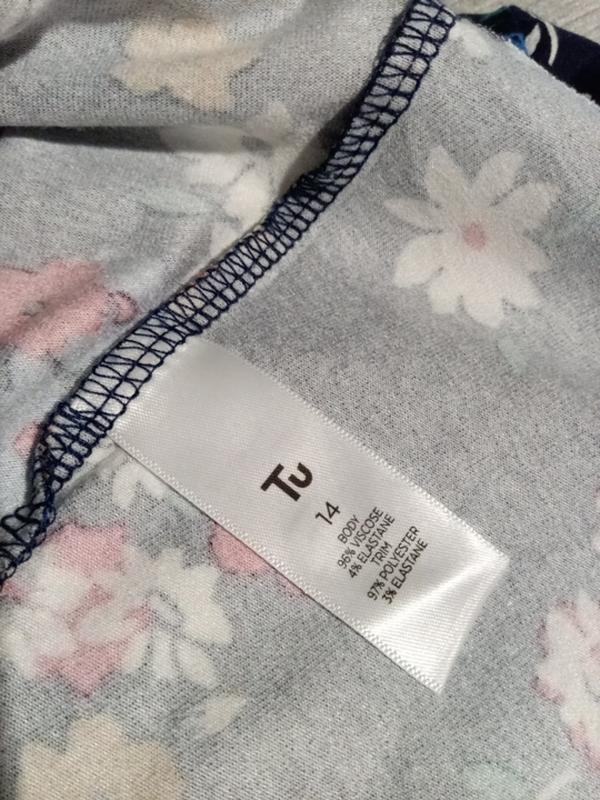 Tu
14
BODY
96% VISCOSE
4% ELASTANE
TRIM
97% POLYESTER
3% ELASTANE